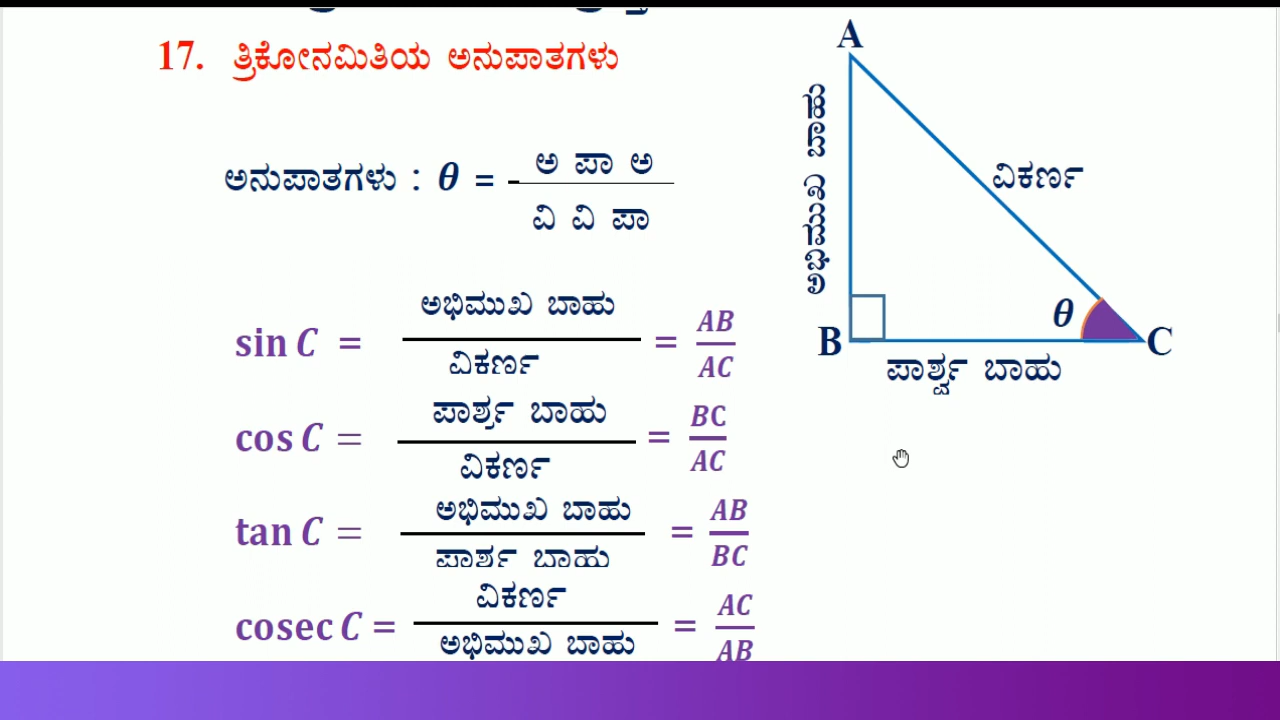 17. ತ್ರಿಕೋನಮಿತಿಯ ಅನುಪಾತಗಳು
ಅನುಪಾತಗಳು : θ = ಅ ಪಾ ಅ / ವಿ ವಿ ಪಾ
sin C = ಅಭಿಮುಖ ಬಾಹು / ವಿಕರ್ಣ = AB / AC
cos C = ಪಾರ್ಶ್ವ ಬಾಹು / ವಿಕರ್ಣ = BC / AC
tan C = ಅಭಿಮುಖ ಬಾಹು / ಪಾರ್ಶ್ವ ಬಾಹು = AB / BC
cosec C = ವಿಕರ್ಣ / ಅಭಿಮುಖ ಬಾಹು = AC / AB
A
ಅಭಿಮುಖ ಬಾಹು
ವಿಕರ್ಣ
θ
B
C
ಪಾರ್ಶ್ವ ಬಾಹು